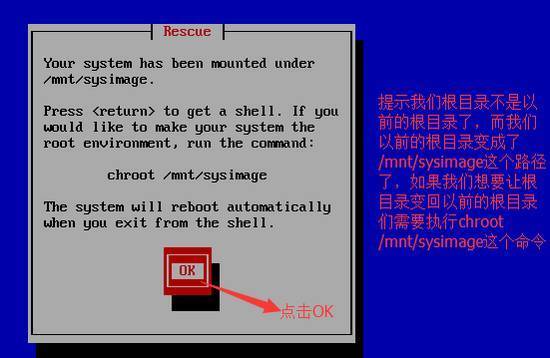 Rescue
Your system has been mounted under
/mnt/sysimage.
Press <return> to get a shell. If you
would like to make your system the
root environment, run the command:
chroot /mnt/sysimage
The system will reboot automatically
when you exit from the shell.
OK
点击OK
提示我们根目录不是以
前的根目录了，而我们
以前的根目录变成了
/mnt/sysimage这个路径
了，如果我们想要让根
目录变回以前的根目录
们需要执行chroot
/mnt/sysimage这个命令